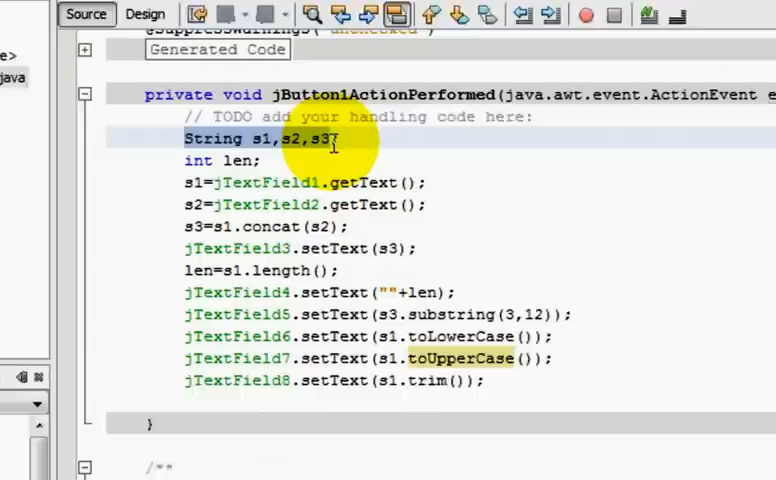 Source Design
@SuppressWarnings("unchecked")
e>
Generated Code
java
private void jButton1ActionPerformed(java.awt.event.ActionEvent e
// TODO add your handling code here:
String s1,s2,s3;
int len;
s1=jTextField1.getText();
s2=jTextField2.getText();
s3=s1.concat(s2);
jTextField3.setText(s3);
len=s1.length();
jTextField4.setText(""+len);
jTextField5.setText(s3.substring(3,12));
jTextField6.setText(s1.toLowerCase());
jTextField7.setText(s1.toUpperCase());
jTextField8.setText(s1.trim());
}
/**